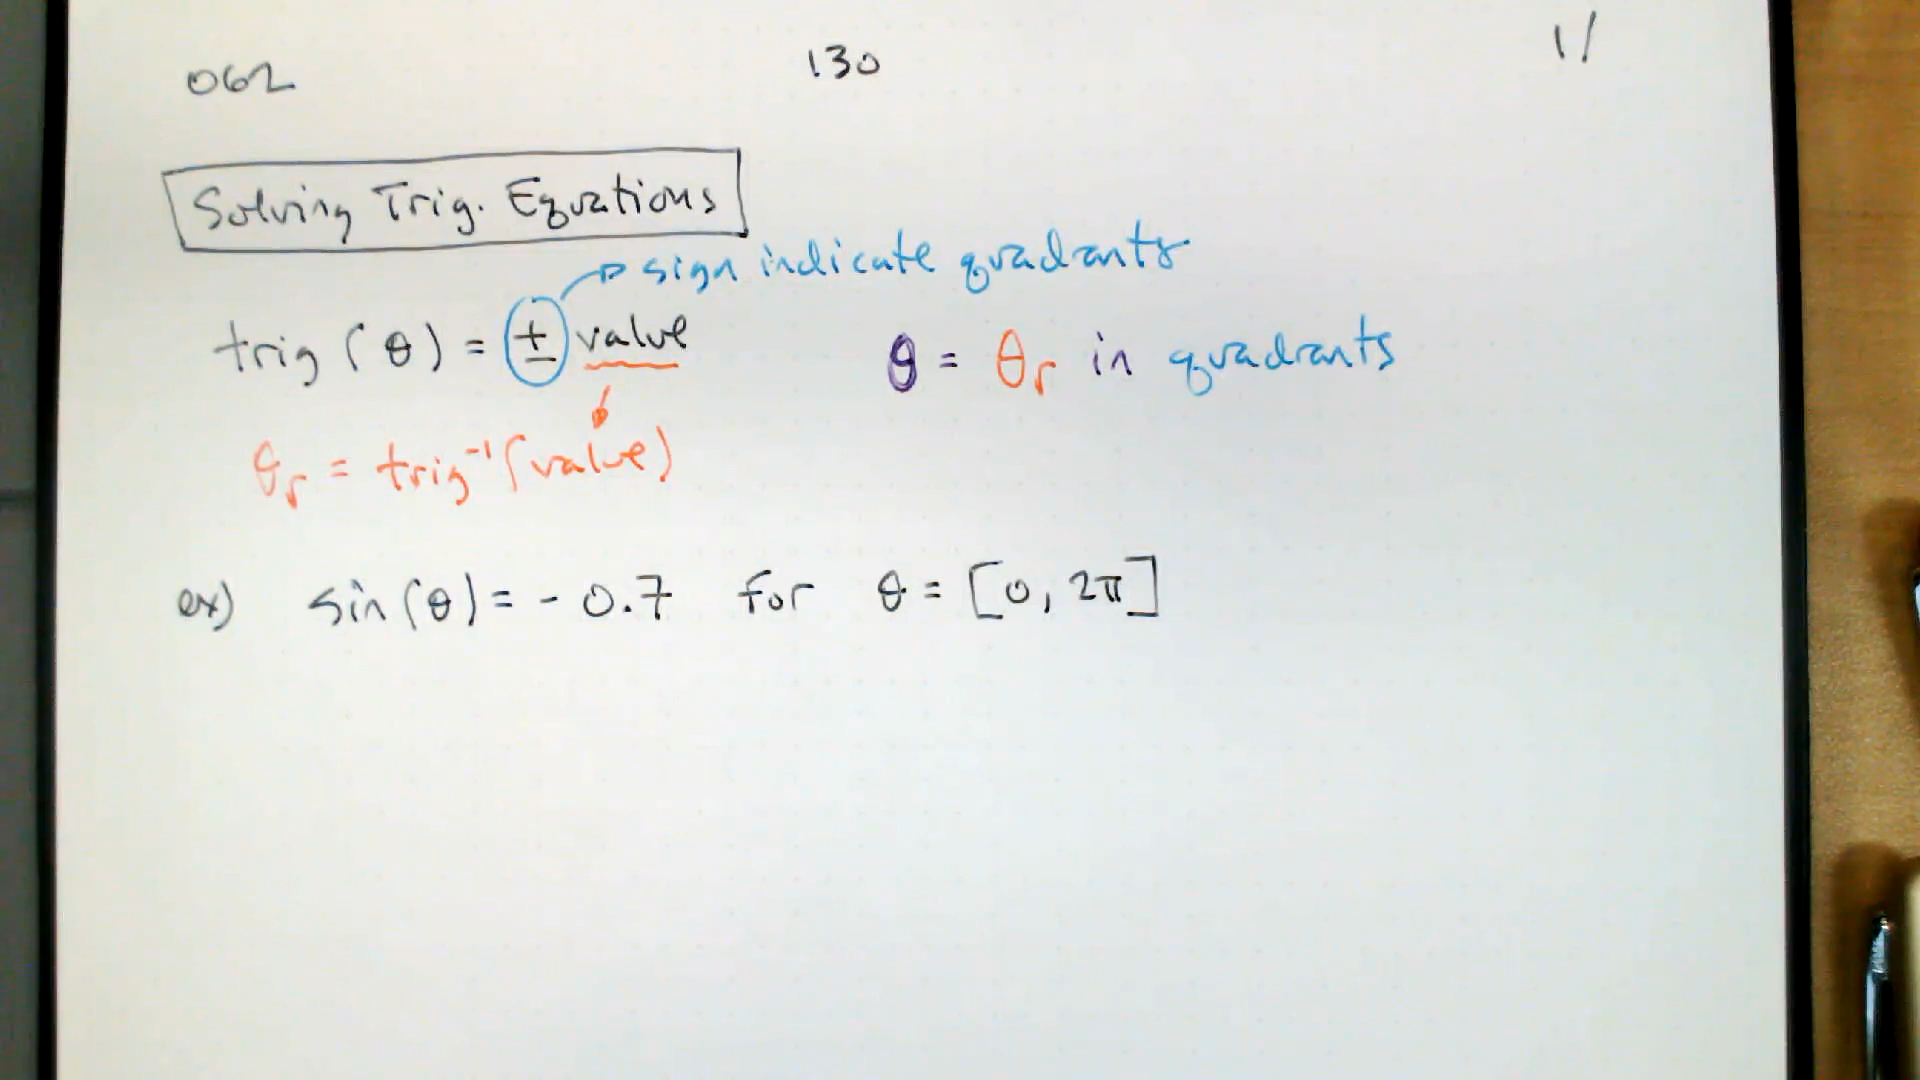 062 130 1/
Solving Trig. Equations
sign indicate quadrants
trig (θ) = ± value θ = θr in quadrants
θr = trig⁻¹(value)
ex) sin(θ) = - 0.7 for θ = [0, 2π]